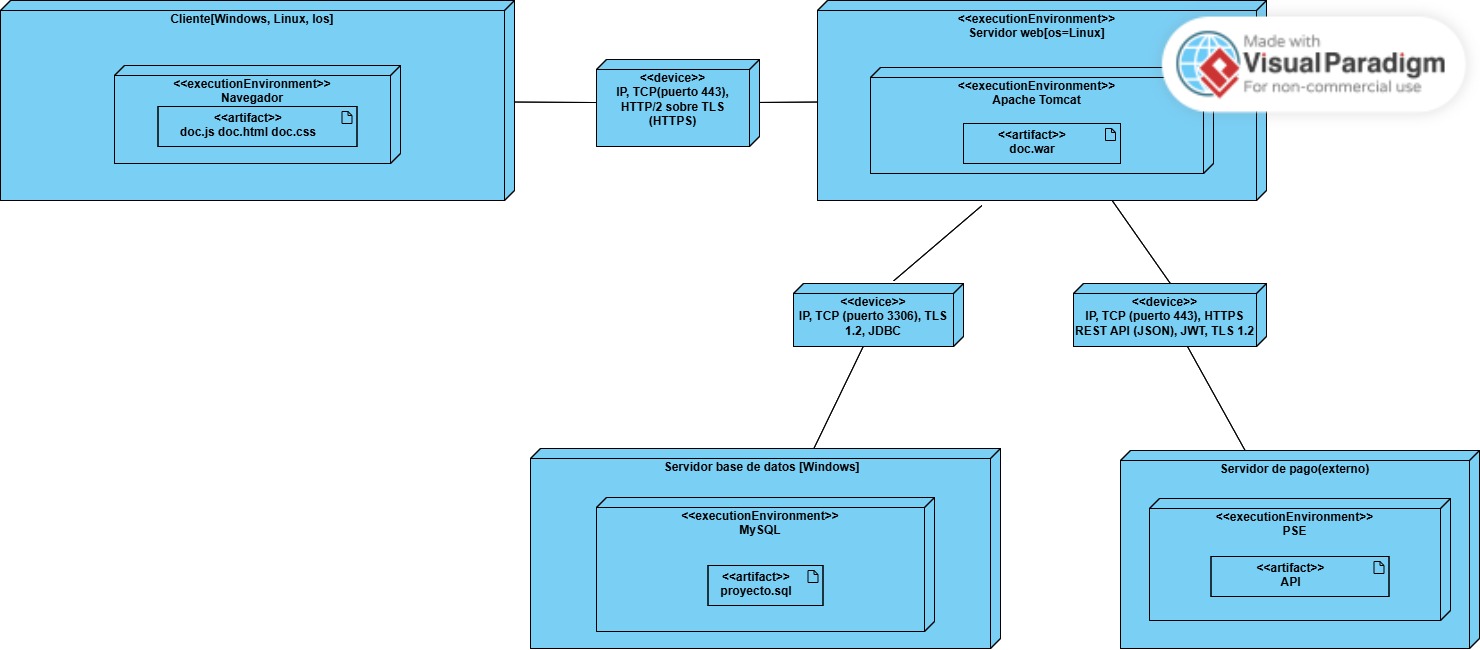 Cliente[Windows, Linux, Ios]
<<executionEnvironment>>
Navegador
<<artifact>>
doc.js doc.html doc.css
<<device>>
IP, TCP(puerto 443),
HTTP/2 sobre TLS
(HTTPS)
<<executionEnvironment>>
Servidor web[os=Linux]
<<executionEnvironment>>
Apache Tomcat
<<artifact>>
doc.war
Made with
Visual Paradigm
For non-commercial use
<<device>>
IP, TCP (puerto 3306), TLS
1.2, JDBC
<<device>>
IP, TCP (puerto 443), HTTPS
REST API (JSON), JWT, TLS 1.2
Servidor base de datos [Windows]
<<executionEnvironment>>
MySQL
<<artifact>>
proyecto.sql
Servidor de pago(externo)
<<executionEnvironment>>
PSE
<<artifact>>
API